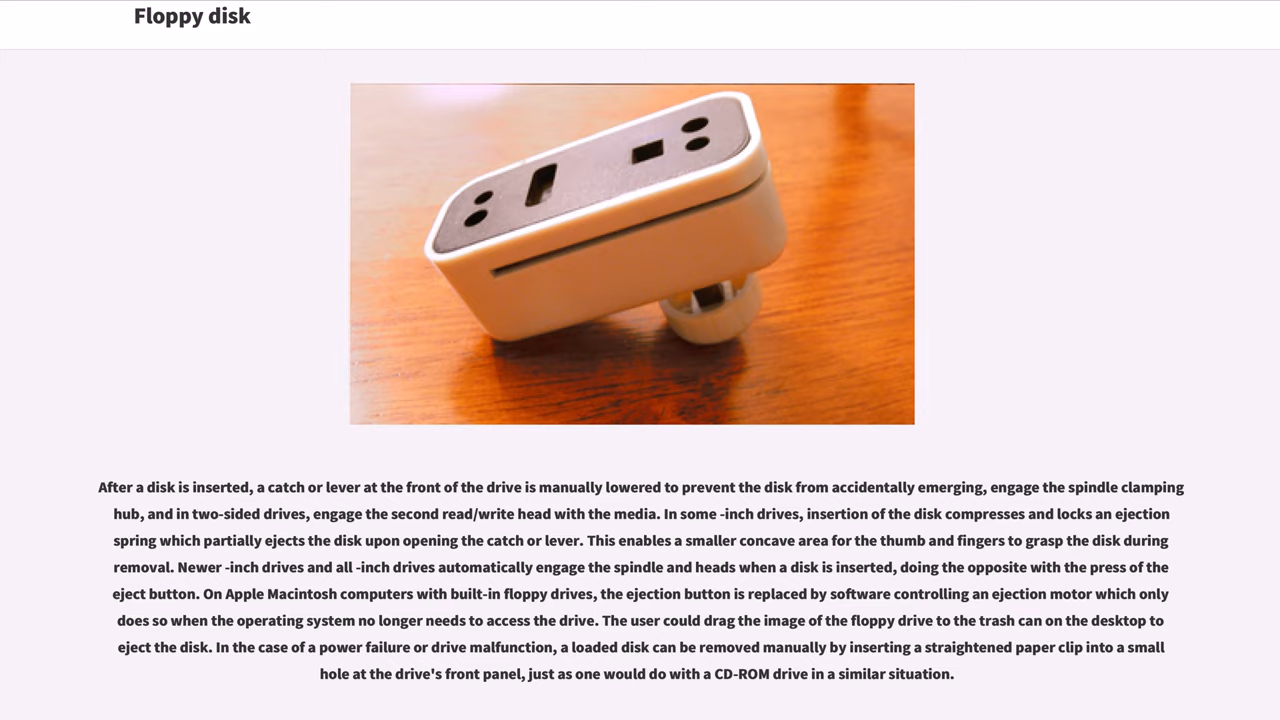 Floppy disk
After a disk is inserted, a catch or lever at the front of the drive is manually lowered to prevent the disk from accidentally emerging, engage the spindle clamping
hub, and in two-sided drives, engage the second read/write head with the media. In some -inch drives, insertion of the disk compresses and locks an ejection
spring which partially ejects the disk upon opening the catch or lever. This enables a smaller concave area for the thumb and fingers to grasp the disk during
removal. Newer -inch drives and all -inch drives automatically engage the spindle and heads when a disk is inserted, doing the opposite with the press of the
eject button. On Apple Macintosh computers with built-in floppy drives, the ejection button is replaced by software controlling an ejection motor which only
does so when the operating system no longer needs to access the drive. The user could drag the image of the floppy drive to the trash can on the desktop to
eject the disk. In the case of a power failure or drive malfunction, a loaded disk can be removed manually by inserting a straightened paper clip into a small
hole at the drive's front panel, just as one would do with a CD-ROM drive in a similar situation.